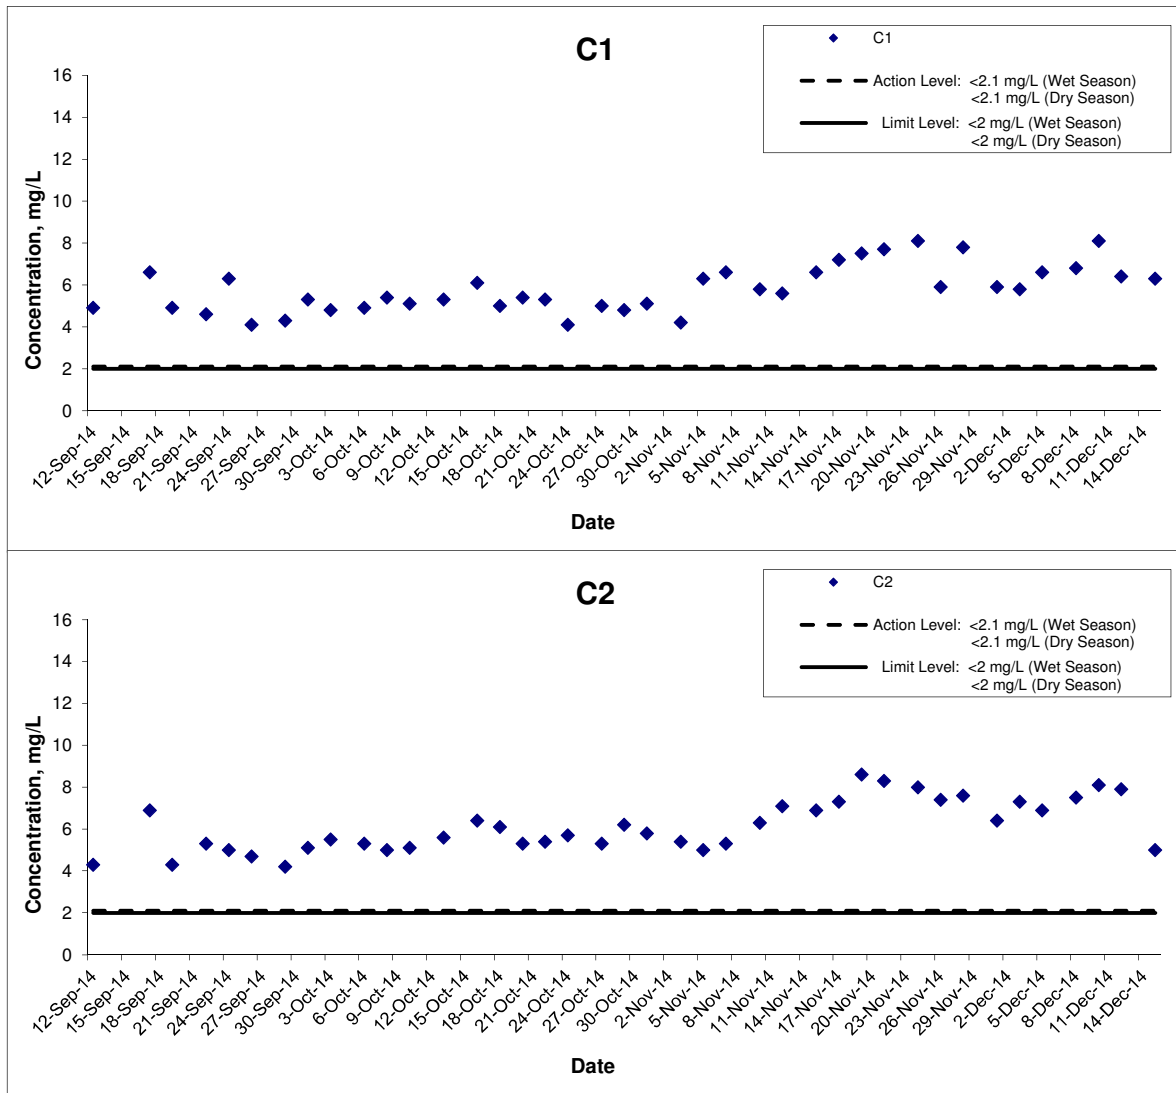 C1
C1
Action Level: <2.1 mg/L (Wet Season)
<2.1 mg/L (Dry Season)
Limit Level: <2 mg/L (Wet Season)
<2 mg/L (Dry Season)
Concentration, mg/L
16
14
12
10
8
6
4
2
0
12-Sep-14
15-Sep-14
18-Sep-14
21-Sep-14
24-Sep-14
27-Sep-14
30-Sep-14
3-Oct-14
6-Oct-14
9-Oct-14
12-Oct-14
15-Oct-14
18-Oct-14
21-Oct-14
24-Oct-14
27-Oct-14
30-Oct-14
2-Nov-14
5-Nov-14
8-Nov-14
11-Nov-14
14-Nov-14
17-Nov-14
20-Nov-14
23-Nov-14
26-Nov-14
29-Nov-14
2-Dec-14
5-Dec-14
8-Dec-14
11-Dec-14
14-Dec-14
Date
C2
C2
Action Level: <2.1 mg/L (Wet Season)
<2.1 mg/L (Dry Season)
Limit Level: <2 mg/L (Wet Season)
<2 mg/L (Dry Season)
Concentration, mg/L
16
14
12
10
8
6
4
2
0
12-Sep-14
15-Sep-14
18-Sep-14
21-Sep-14
24-Sep-14
27-Sep-14
30-Sep-14
3-Oct-14
6-Oct-14
9-Oct-14
12-Oct-14
15-Oct-14
18-Oct-14
21-Oct-14
24-Oct-14
27-Oct-14
30-Oct-14
2-Nov-14
5-Nov-14
8-Nov-14
11-Nov-14
14-Nov-14
17-Nov-14
20-Nov-14
23-Nov-14
26-Nov-14
29-Nov-14
2-Dec-14
5-Dec-14
8-Dec-14
11-Dec-14
14-Dec-14
Date